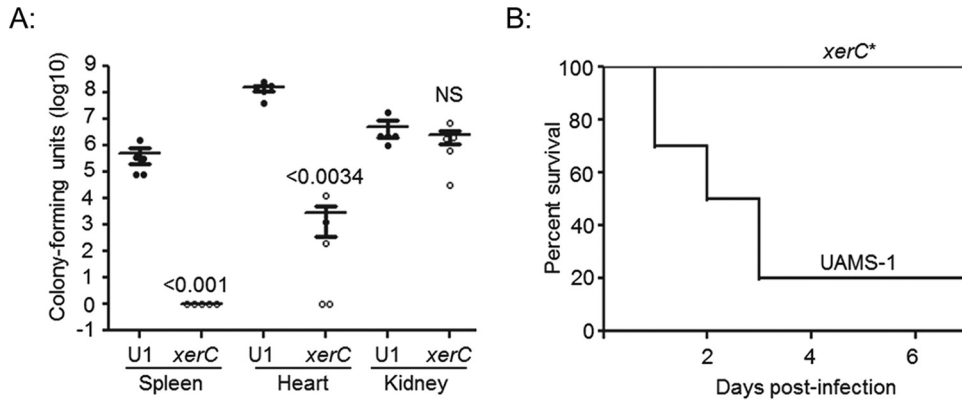 A:
Colony-forming units (log10)
9
8
7
6
5
4
3
2
1
0
-1
<0.001
<0.0034
NS
U1 xerC U1 xerC U1 xerC
Spleen Heart Kidney
B:
xerC*
Percent survival
100
80
60
40
20
0
UAMS-1
2 4 6
Days post-infection